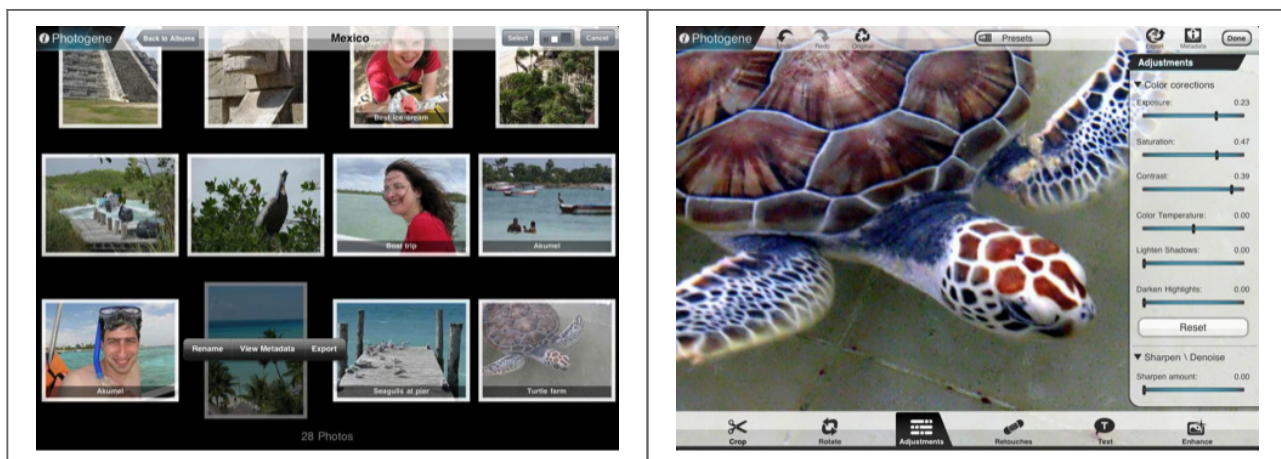 i Photogene Back to Albums Mexico Select Cancel
Best ice-cream
Boat trip Akumel
Rename View Metadata Export
Akumel Seagulls at pier Turtle farm
28 Photos
i Photogene Undo Redo Original Presets Export Metadata Done
Adjustments
Color corections
Exposure: 0.23
Saturation: 0.47
Contrast: 0.39
Color Temperature: 0.00
Lighten Shadows: 0.00
Darken Highlights: 0.00
Reset
Sharpen \ Denoise
Sharpen amount: 0.00
Crop Rotate Adjustments Retouches T Text Enhance